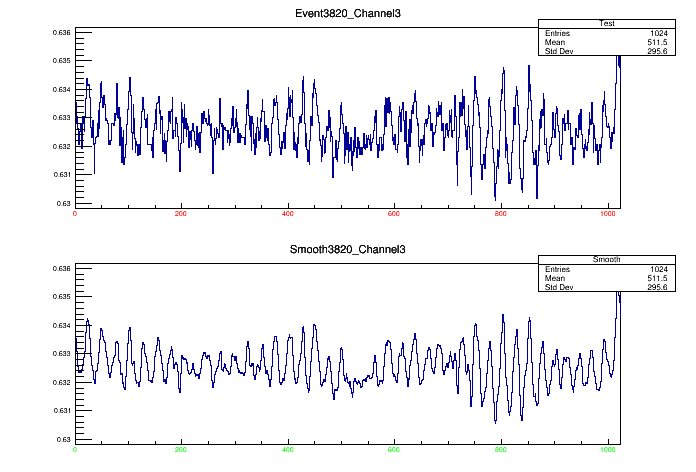 Event3820_Channel3
Test
Entries 1024
Mean 511.5
Std Dev 295.6
0.636
0.635
0.634
0.633
0.632
0.631
0.63
0 200 400 600 800 1000
Smooth3820_Channel3
Smooth
Entries 1024
Mean 511.5
Std Dev 295.6
0.636
0.635
0.634
0.633
0.632
0.631
0.63
0 200 400 600 800 1000